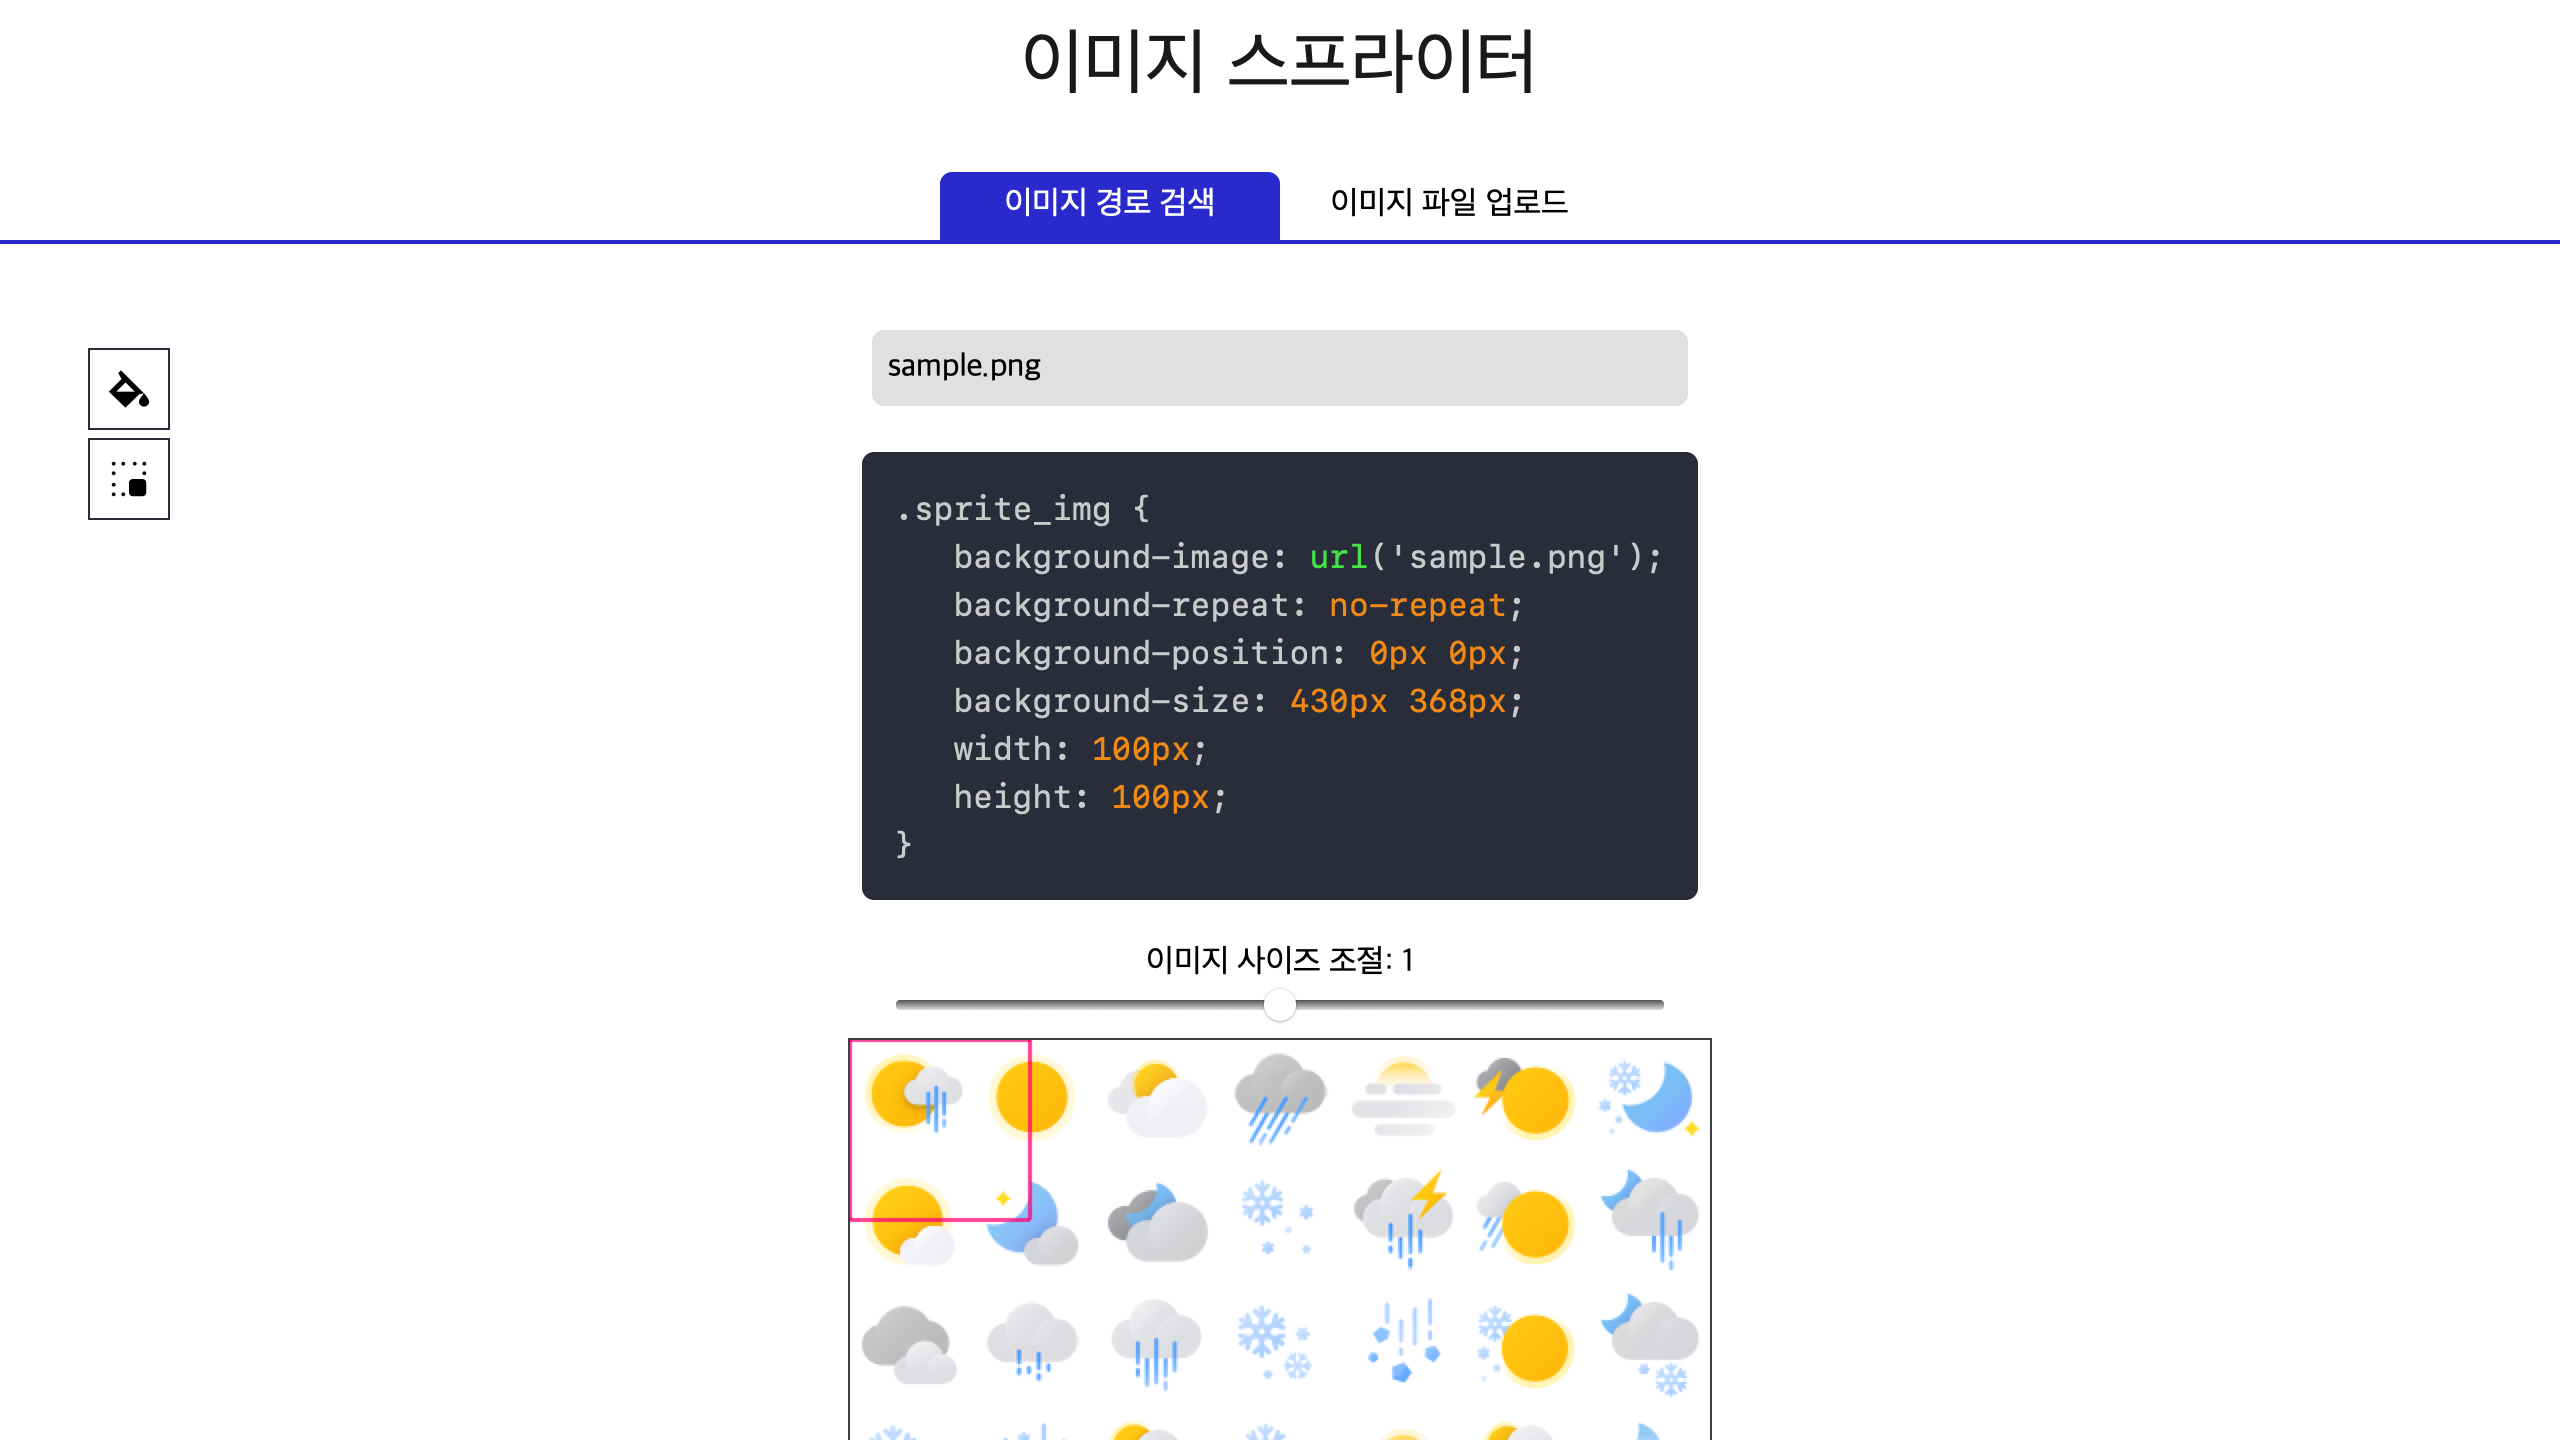 이미지 스프라이터
이미지 경로 검색
이미지 파일 업로드
sample.png
.sprite_img {
background-image: url('sample.png');
background-repeat: no-repeat;
background-position: 0px 0px;
background-size: 430px 368px;
width: 100px;
height: 100px;
}
이미지 사이즈 조절: 1